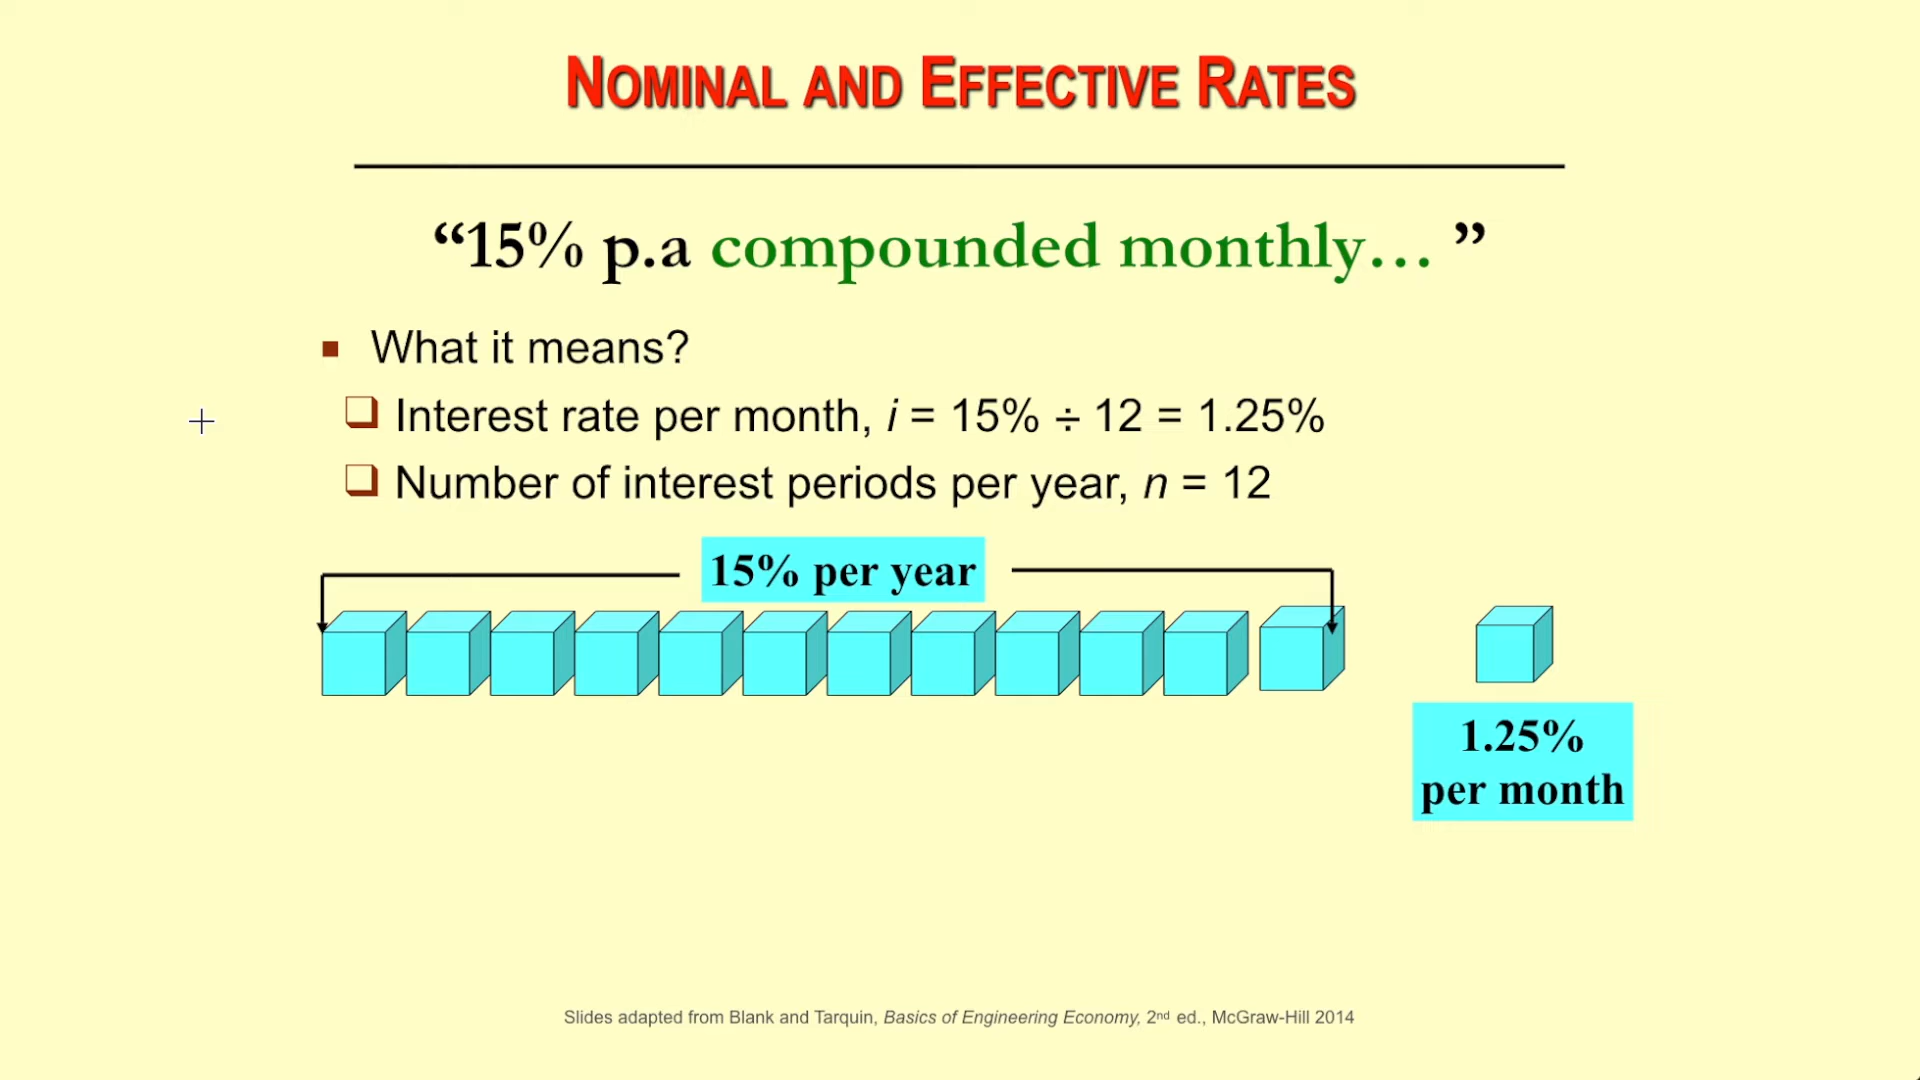 NOMINAL AND EFFECTIVE RATES
“15% p.a compounded monthly… ”
What it means?
Interest rate per month, i = 15% ÷ 12 = 1.25%
Number of interest periods per year, n = 12
15% per year
1.25%
per month
Slides adapted from Blank and Tarquin, Basics of Engineering Economy, 2nd ed., McGraw-Hill 2014